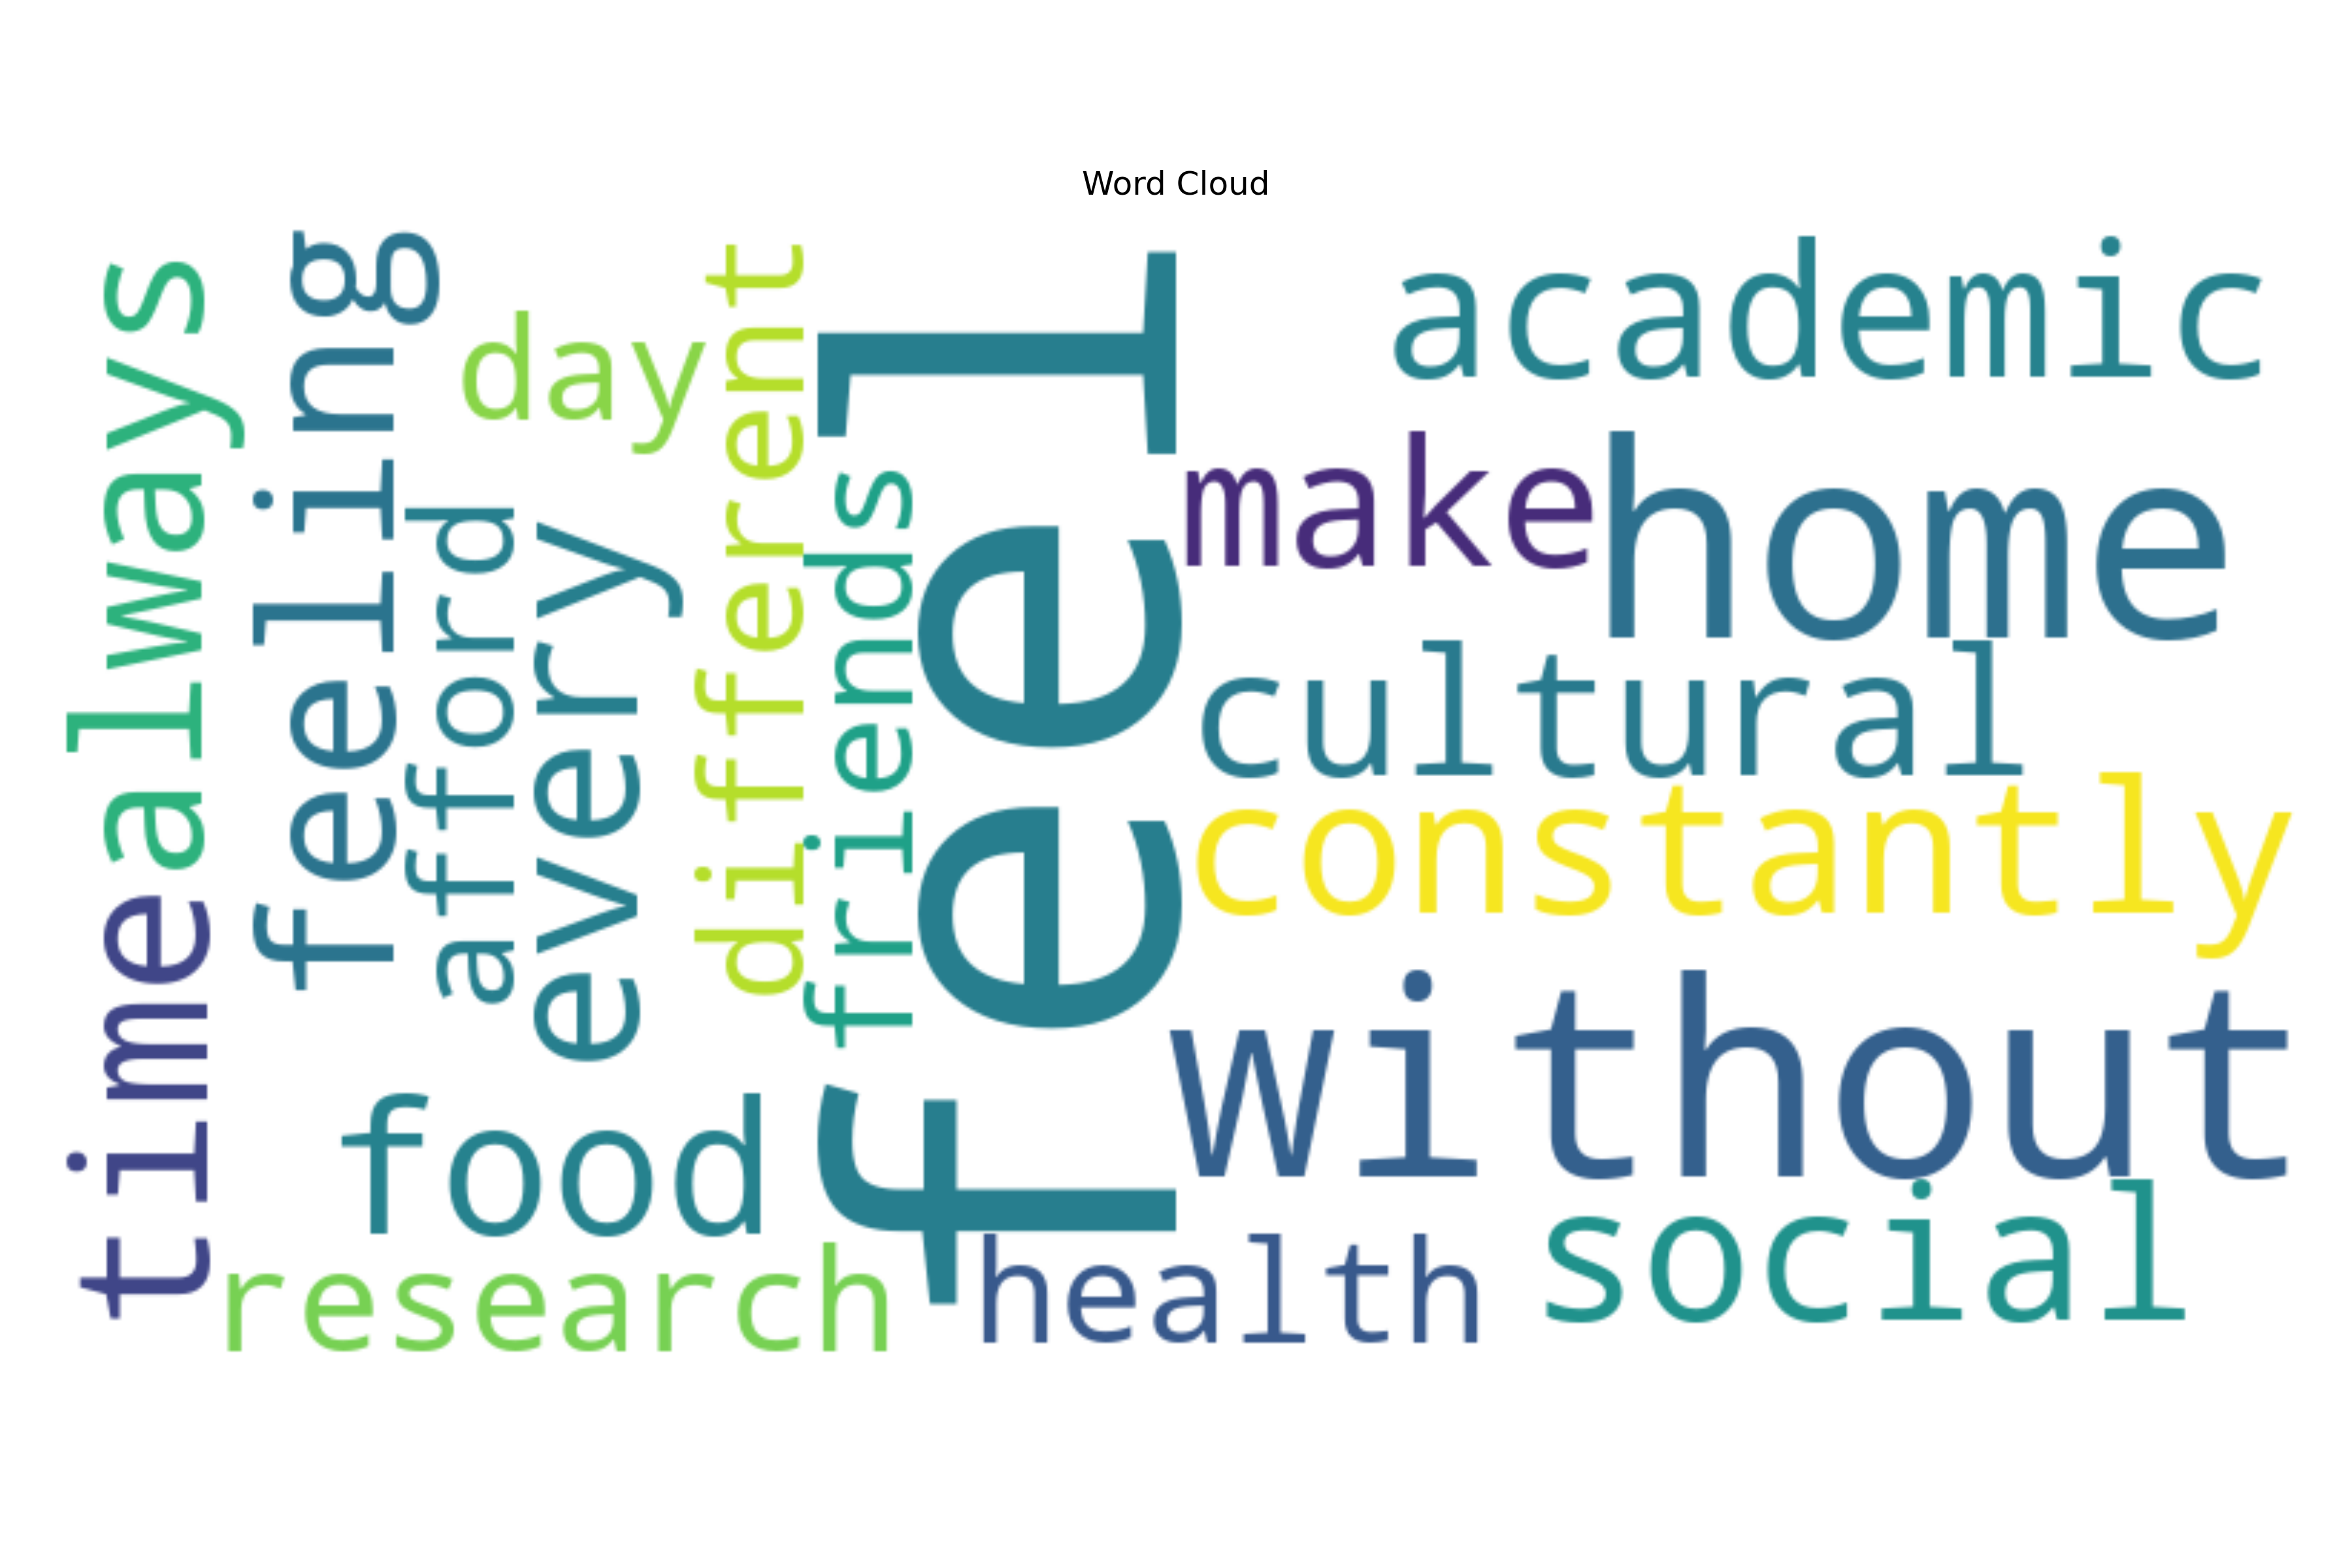 Word Cloud
always
time
feeling
day
afford
every
different
friends
feel
academic
make
home
cultural
constantly
without
food
social
research
health